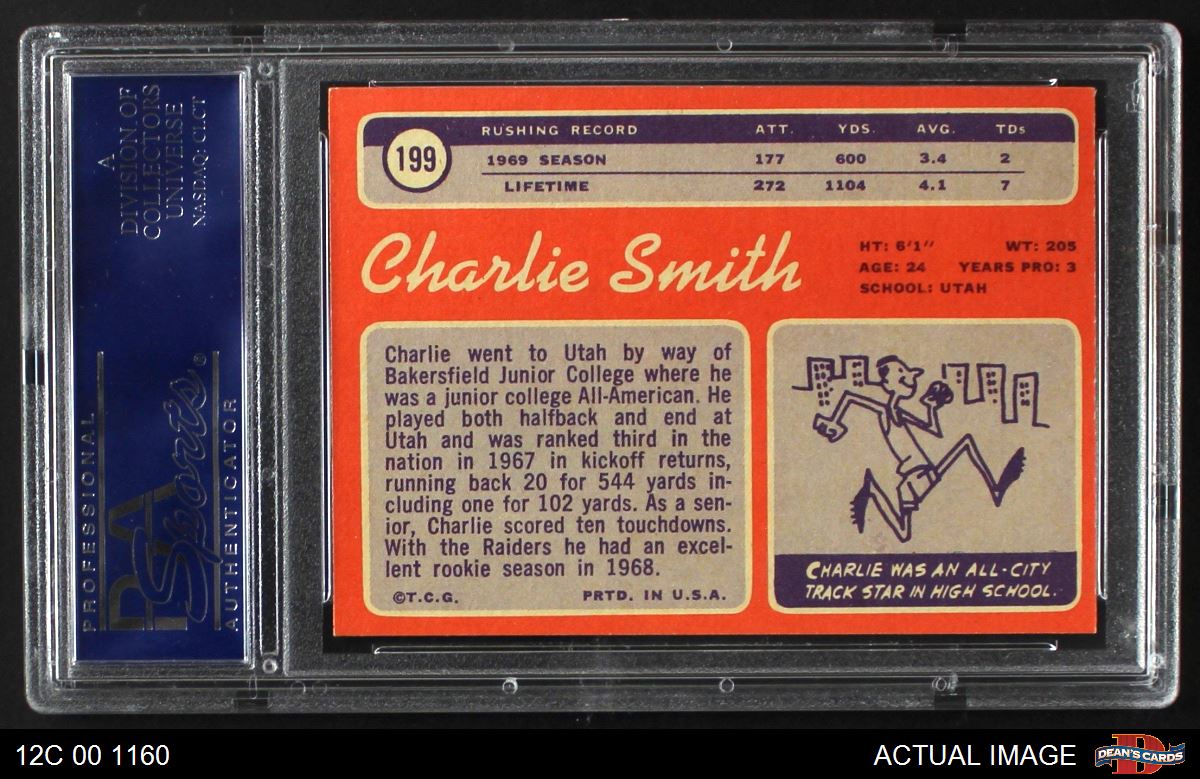 A
DIVISION OF
COLLECTORS
UNIVERSE
NASDAQ: CLCT
PROFESSIONAL
PSA
Sports®
AUTHENTICATOR
199
RUSHING RECORD ATT. YDS. AVG. TDs
1969 SEASON 177 600 3.4 2
LIFETIME 272 1104 4.1 7
Charlie Smith
HT: 6'1" WT: 205
AGE: 24 YEARS PRO: 3
SCHOOL: UTAH
Charlie went to Utah by way of
Bakersfield Junior College where he
was a junior college All-American. He
played both halfback and end at
Utah and was ranked third in the
nation in 1967 in kickoff returns,
running back 20 for 544 yards in-
cluding one for 102 yards. As a sen-
ior, Charlie scored ten touchdowns.
With the Raiders he had an excel-
lent rookie season in 1968.
©T.C.G. PRTD. IN U.S.A.
CHARLIE WAS AN ALL-CITY
TRACK STAR IN HIGH SCHOOL.
12C 00 1160
ACTUAL IMAGE
D
DEAN'S CARDS